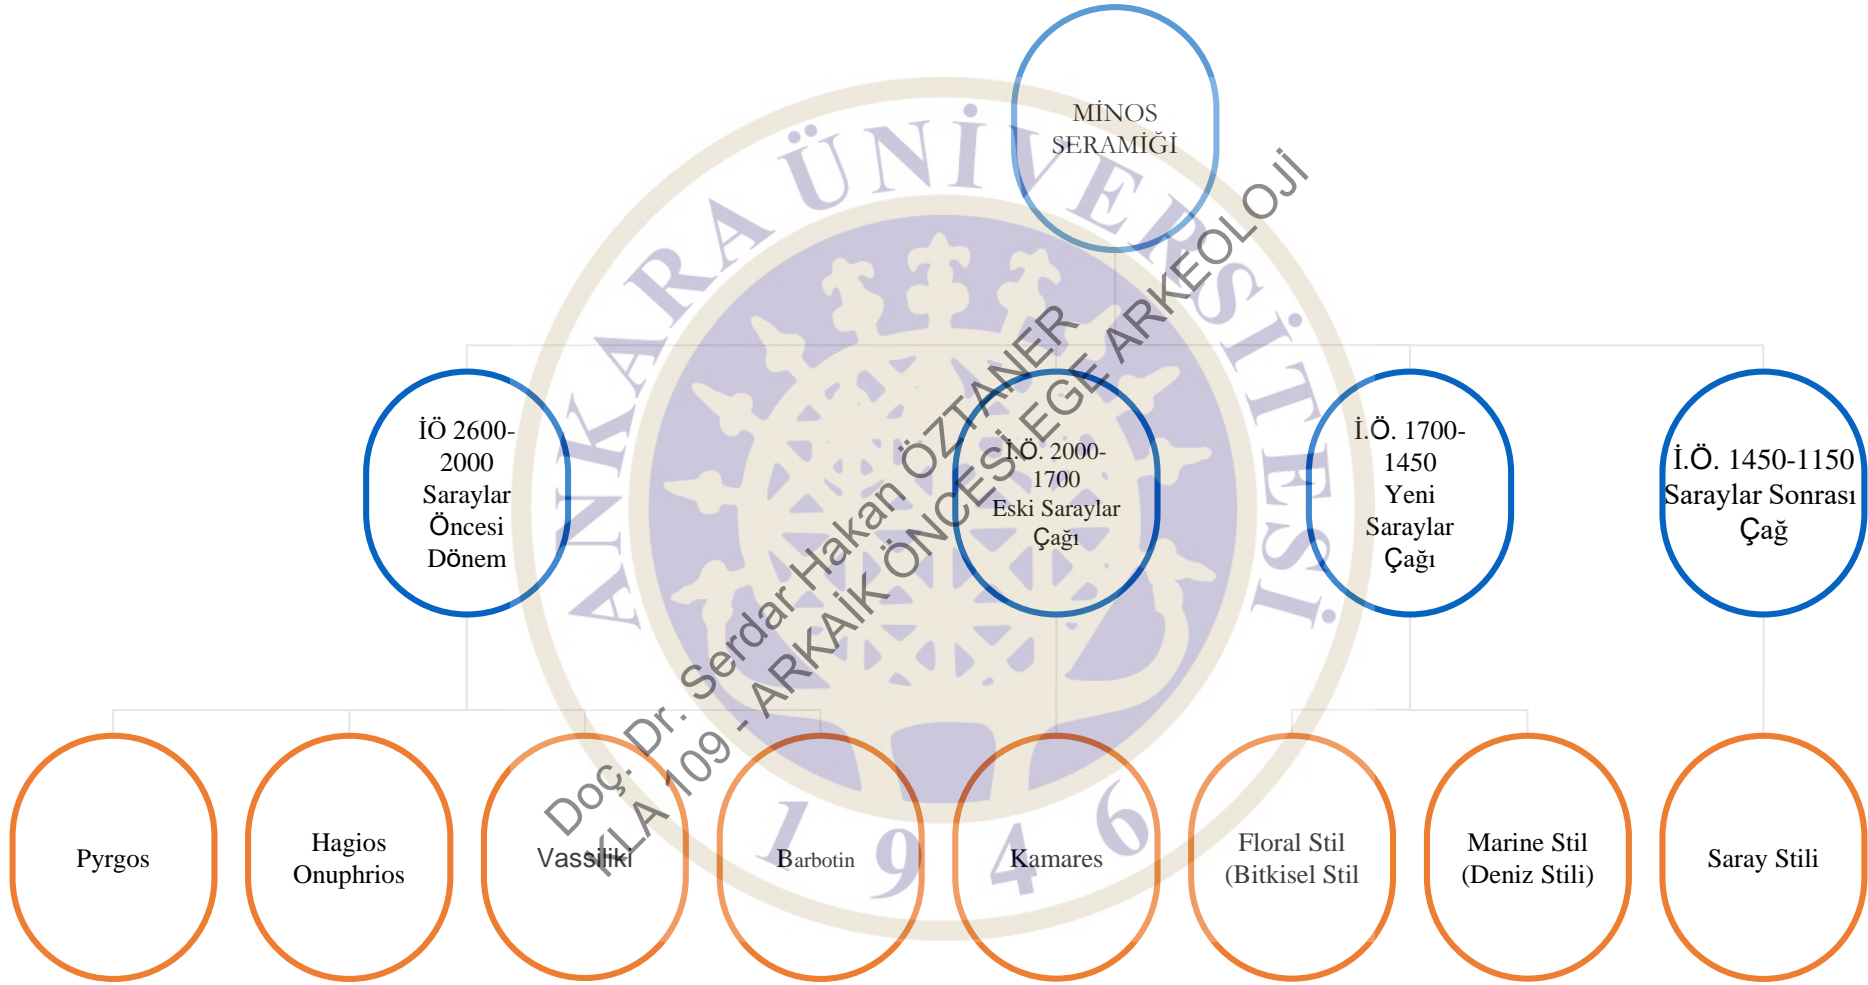 MİNOS
SERAMİĞİ
ANKARA ÜNİVERSİTESİ
1946
Doç. Dr. Serdar Hakan ÖZTANER
KLA 109 - ARKAİK ÖNCESİ EGE ARKEOLOJİ
İÖ 2600-
2000
Saraylar
Öncesi
Dönem
İ.Ö. 2000-
1700
Eski Saraylar
Çağı
İ.Ö. 1700-
1450
Yeni
Saraylar
Çağı
İ.Ö. 1450-1150
Saraylar Sonrası
Çağ
Pyrgos
Hagios
Onuphrios
Vassiliki
Barbotin
Kamares
Floral Stil
(Bitkisel Stil
Marine Stil
(Deniz Stili)
Saray Stili